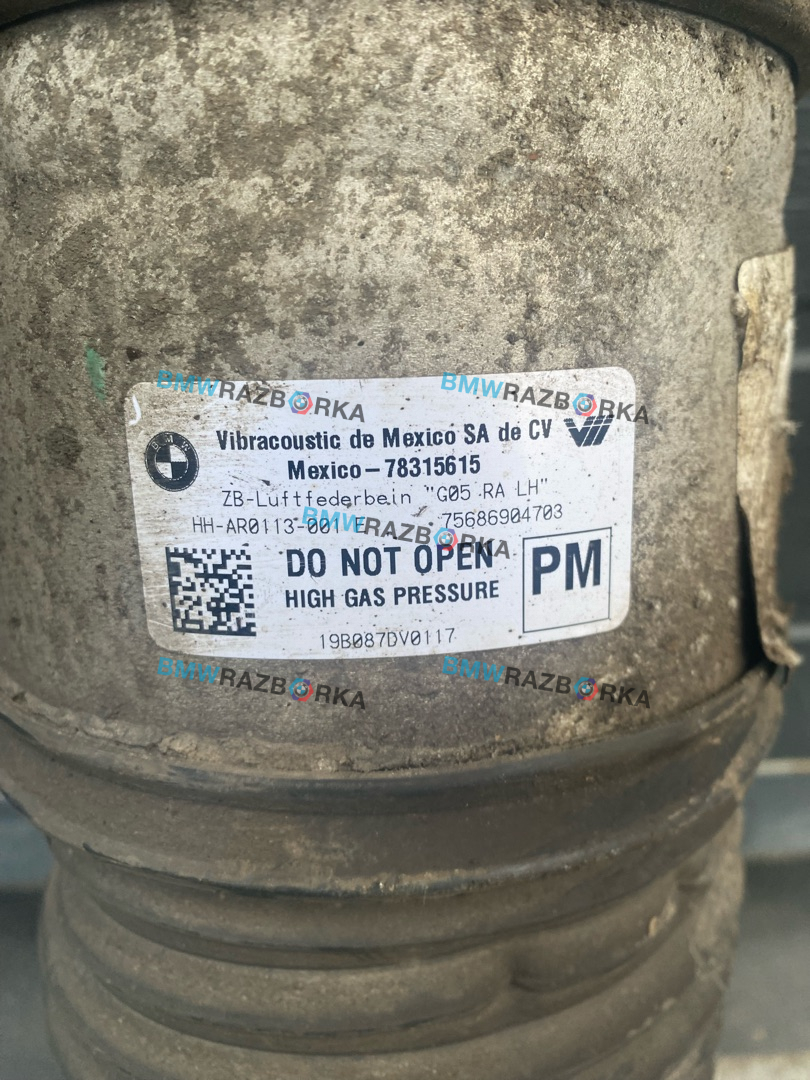 BMWRAZBORKA
BMWRAZBORKA
Vibracoustic de Mexico SA de CV
BMW
Mexico-78315615
ZB-Luftfederbein "G05 RA LH"
HH-AR0113-001 E 75686904703
BMWRAZBORKA
DO NOT OPEN
PM
HIGH GAS PRESSURE
19B087DV0117
BMWRAZBORKA
BMWRAZBORKA